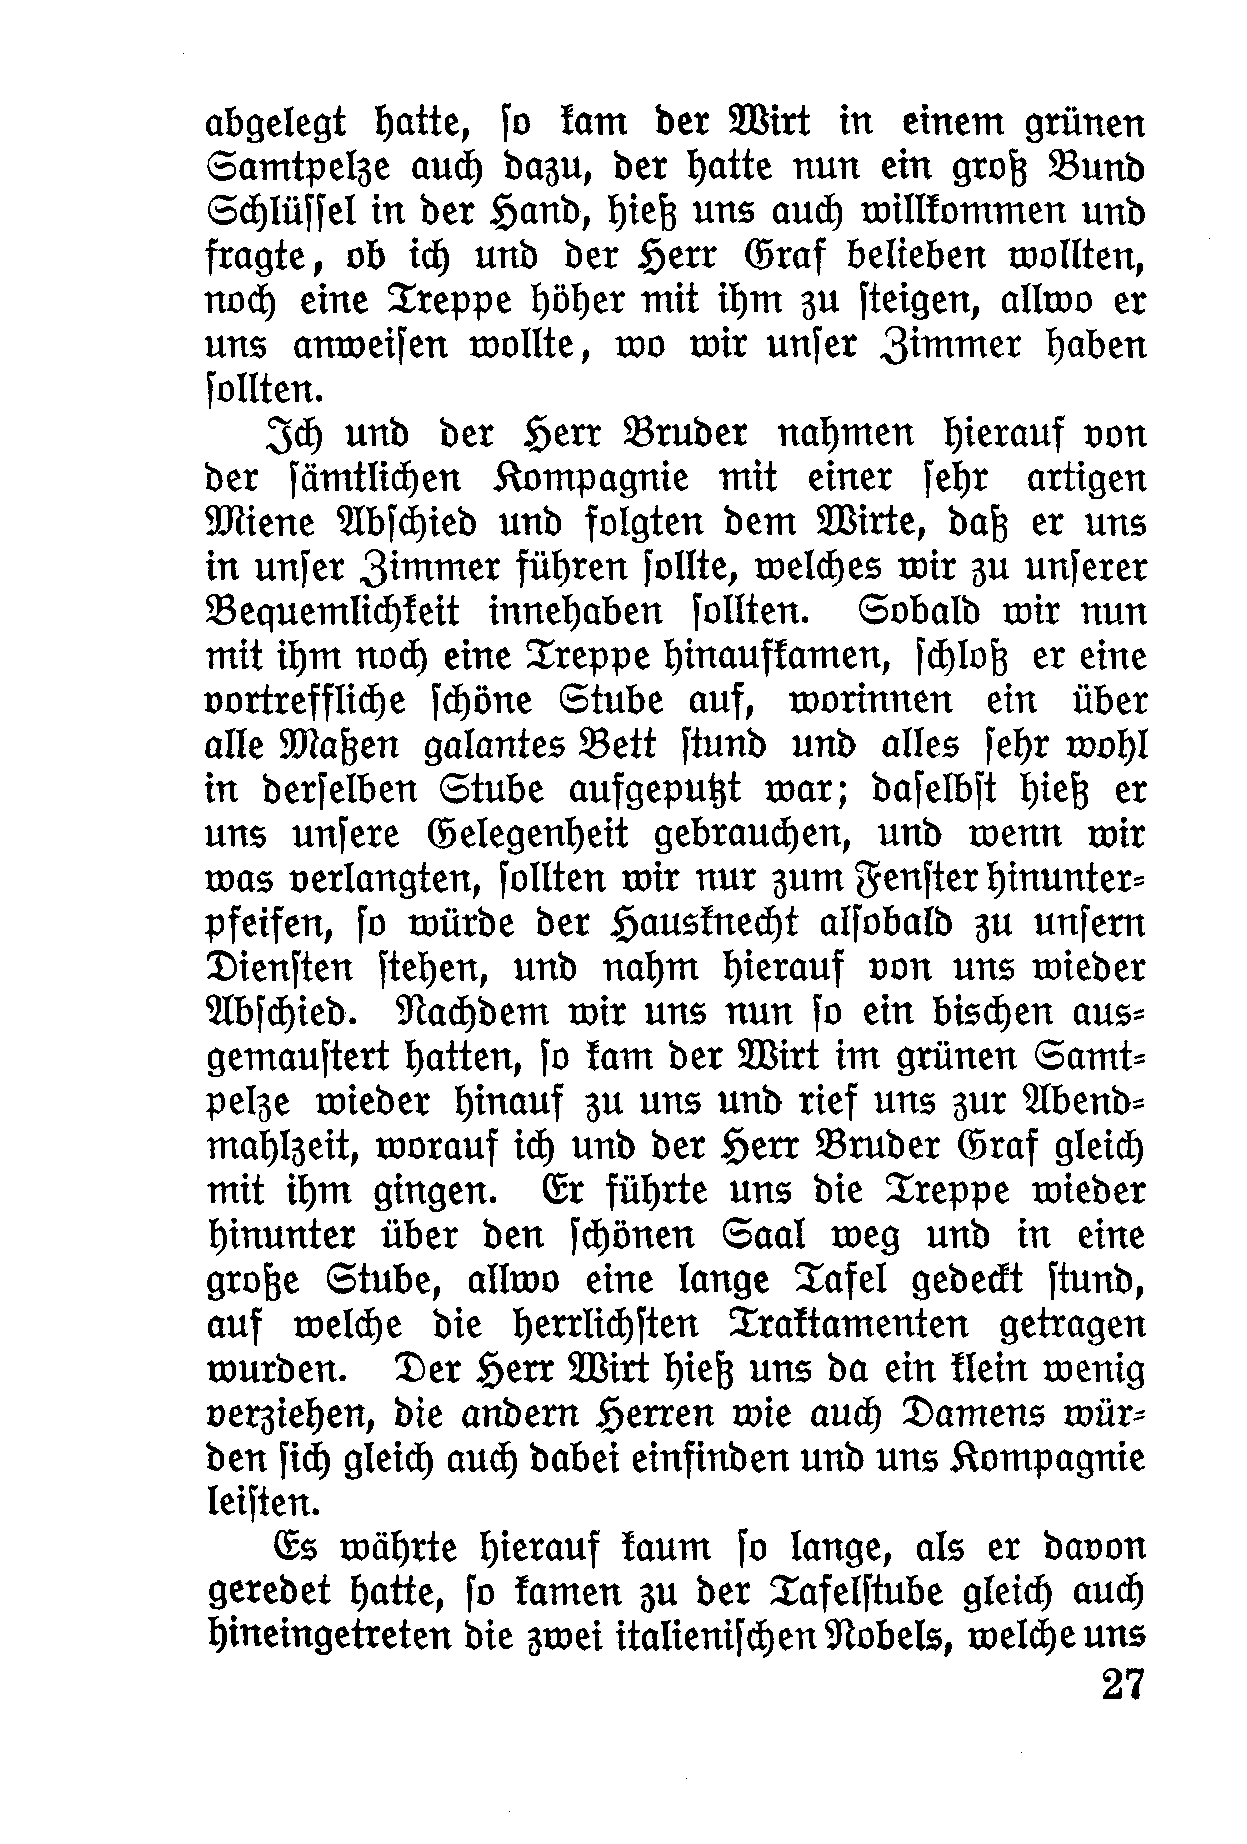 abgelegt hatte, ſo kam der Wirt in einem grünen
Samtpelze auch dazu, der hatte nun ein groß Bund
Schlüſſel in der Hand, hieß uns auch willkommen und
fragte, ob ich und der Herr Graf belieben wollten,
noch eine Treppe höher mit ihm zu ſteigen, allwo er
uns anweiſen wollte, wo wir unſer Zimmer haben
ſollten.
Ich und der Herr Bruder nahmen hierauf von
der ſämtlichen Kompagnie mit einer ſehr artigen
Miene Abſchied und folgten dem Wirte, daß er uns
in unſer Zimmer führen ſollte, welches wir zu unſerer
Bequemlichkeit innehaben ſollten. Sobald wir nun
mit ihm noch eine Treppe hinaufkamen, ſchloß er eine
vortreffliche ſchöne Stube auf, worinnen ein über
alle Maßen galantes Bett ſtund und alles ſehr wohl
in derſelben Stube aufgeputzt war; daſelbſt hieß er
uns unſere Gelegenheit gebrauchen, und wenn wir
was verlangten, ſollten wir nur zum Fenſter hinunter⸗
pfeifen, ſo würde der Hausknecht alſobald zu unſern
Dienſten ſtehen, und nahm hierauf von uns wieder
Abſchied. Nachdem wir uns nun ſo ein bischen aus⸗
gemauſtert hatten, ſo kam der Wirt im grünen Samt⸗
pelze wieder hinauf zu uns und rief uns zur Abend⸗
mahlzeit, worauf ich und der Herr Bruder Graf gleich
mit ihm gingen. Er führte uns die Treppe wieder
hinunter über den ſchönen Saal weg und in eine
große Stube, allwo eine lange Tafel gedeckt ſtund,
auf welche die herrlichſten Traktamenten getragen
wurden. Der Herr Wirt hieß uns da ein klein wenig
verziehen, die andern Herren wie auch Damens wür⸗
den ſich gleich auch dabei einfinden und uns Kompagnie
leiſten.
Es währte hierauf kaum ſo lange, als er davon
geredet hatte, ſo kamen zu der Tafelſtube gleich auch
hineingetreten die zwei italieniſchen Nobels, welche uns
27